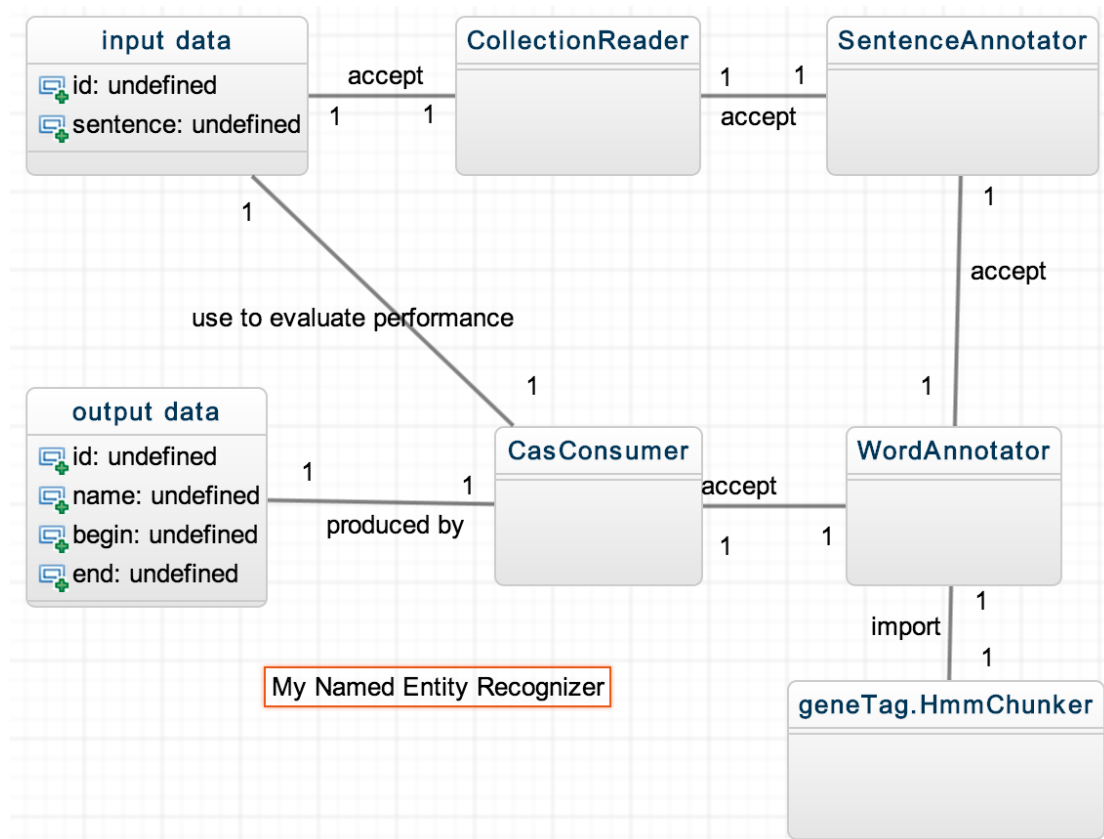 input data
id: undefined
sentence: undefined
accept
1
1
CollectionReader
1
1
accept
SentenceAnnotator
1
accept
1
1
use to evaluate performance
1
output data
id: undefined
name: undefined
begin: undefined
end: undefined
1
1
produced by
CasConsumer
accept
1
1
WordAnnotator
1
import
1
My Named Entity Recognizer
geneTag.HmmChunker